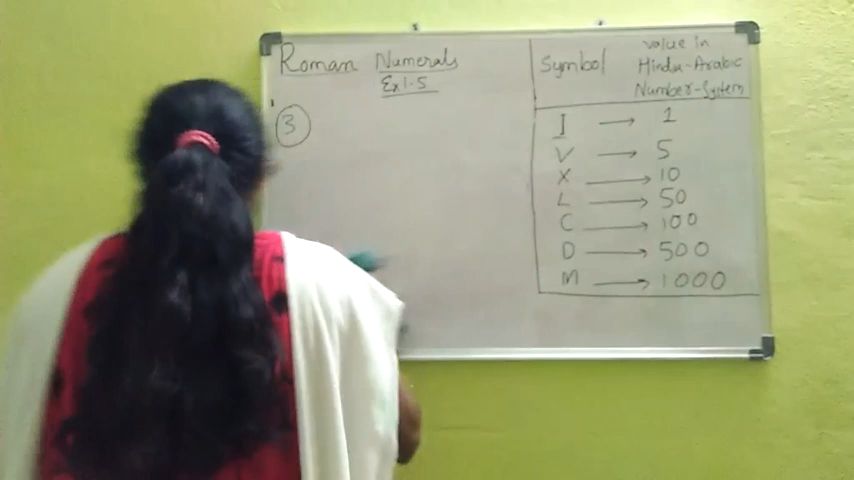 Roman Numerals
Ex 1.5
3
Symbol
value in
Hindu-Arabic
Number-System
I → 1
V → 5
X → 10
L → 50
C → 100
D → 500
M → 1000